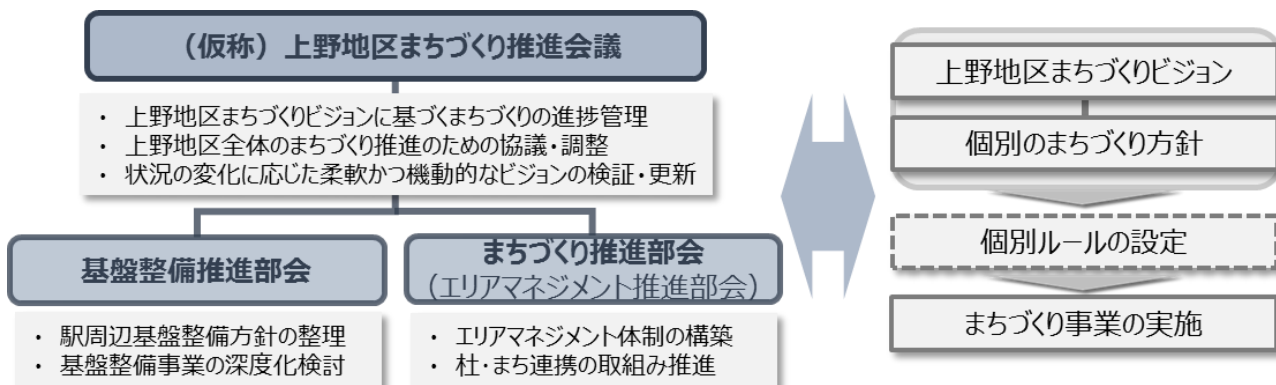 （仮称）上野地区まちづくり推進会議
・ 上野地区まちづくりビジョンに基づくまちづくりの進捗管理
・ 上野地区全体のまちづくり推進のための協議・調整
・ 状況の変化に応じた柔軟かつ機動的なビジョンの検証・更新
基盤整備推進部会
・ 駅周辺基盤整備方針の整理
・ 基盤整備事業の深度化検討
まちづくり推進部会
（エリアマネジメント推進部会）
・ エリアマネジメント体制の構築
・ 杜・まち連携の取組み推進
上野地区まちづくりビジョン
個別のまちづくり方針
個別ルールの設定
まちづくり事業の実施